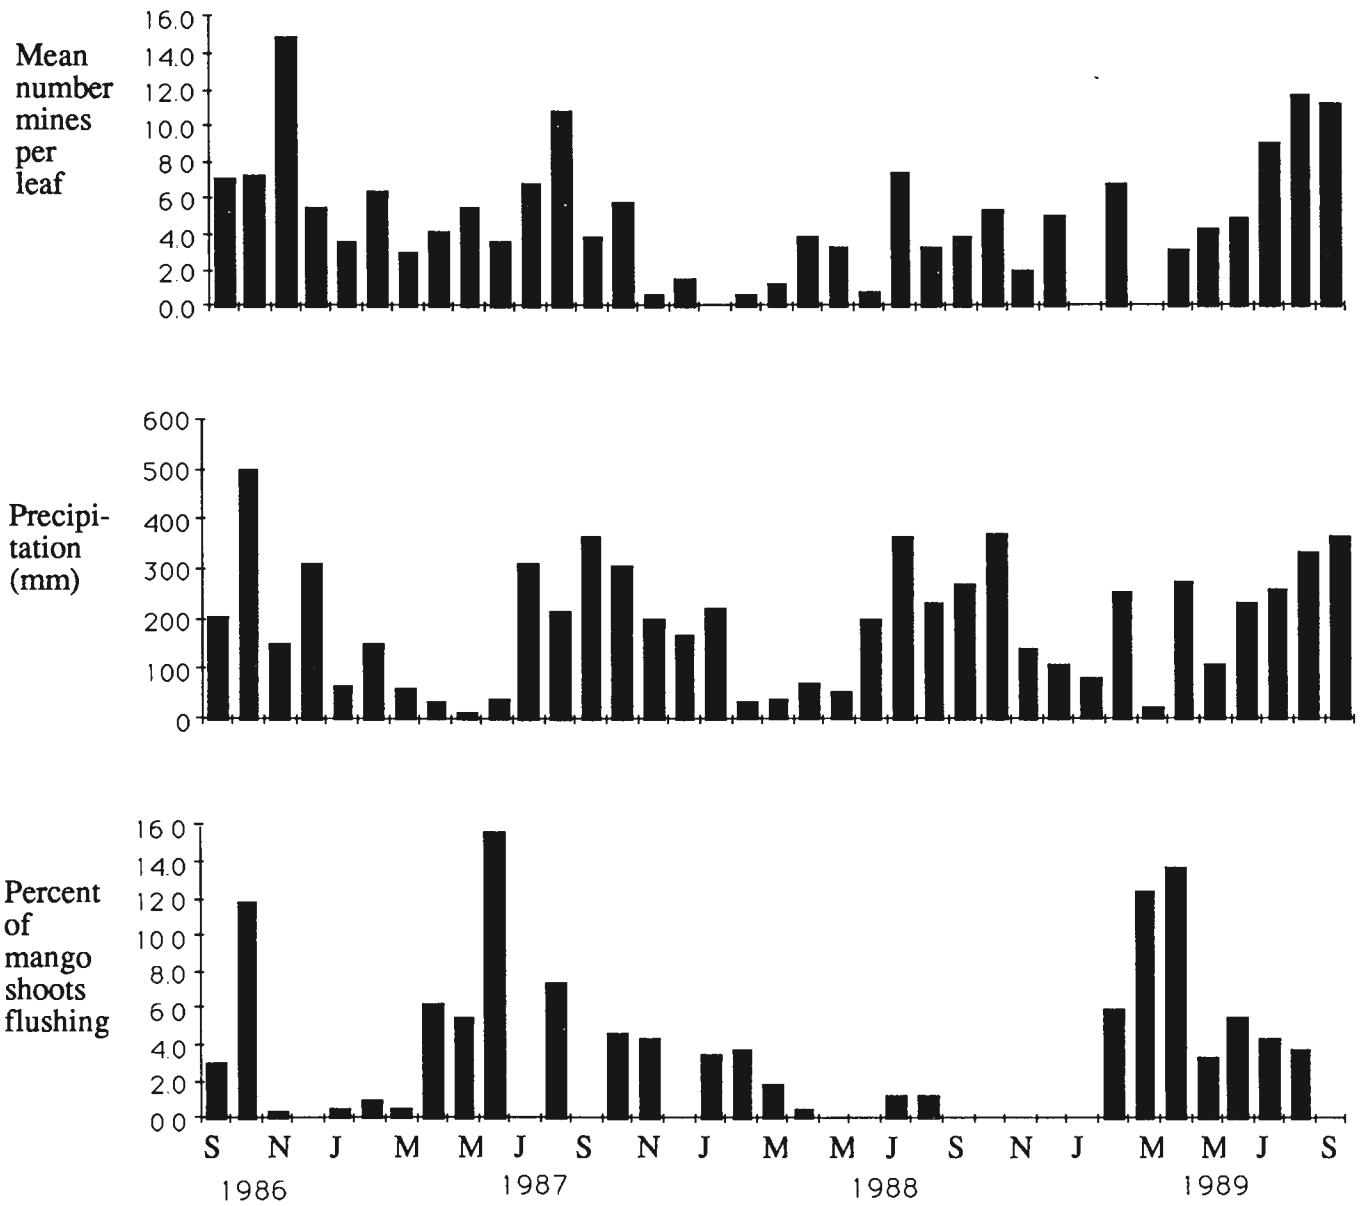 Mean
number
mines
per
leaf
16.0
14.0
12.0
10.0
8 0
6 0
4.0
2.0
0.0
Precipi-
tation
(mm)
600
500
400
300
200
100
0
Percent
of
mango
shoots
flushing
16 0
14.0
12 0
10 0
8.0
6 0
4.0
2.0
0 0
S N J M M J S N J M M J S N J M M J S
1986 1987 1988 1989